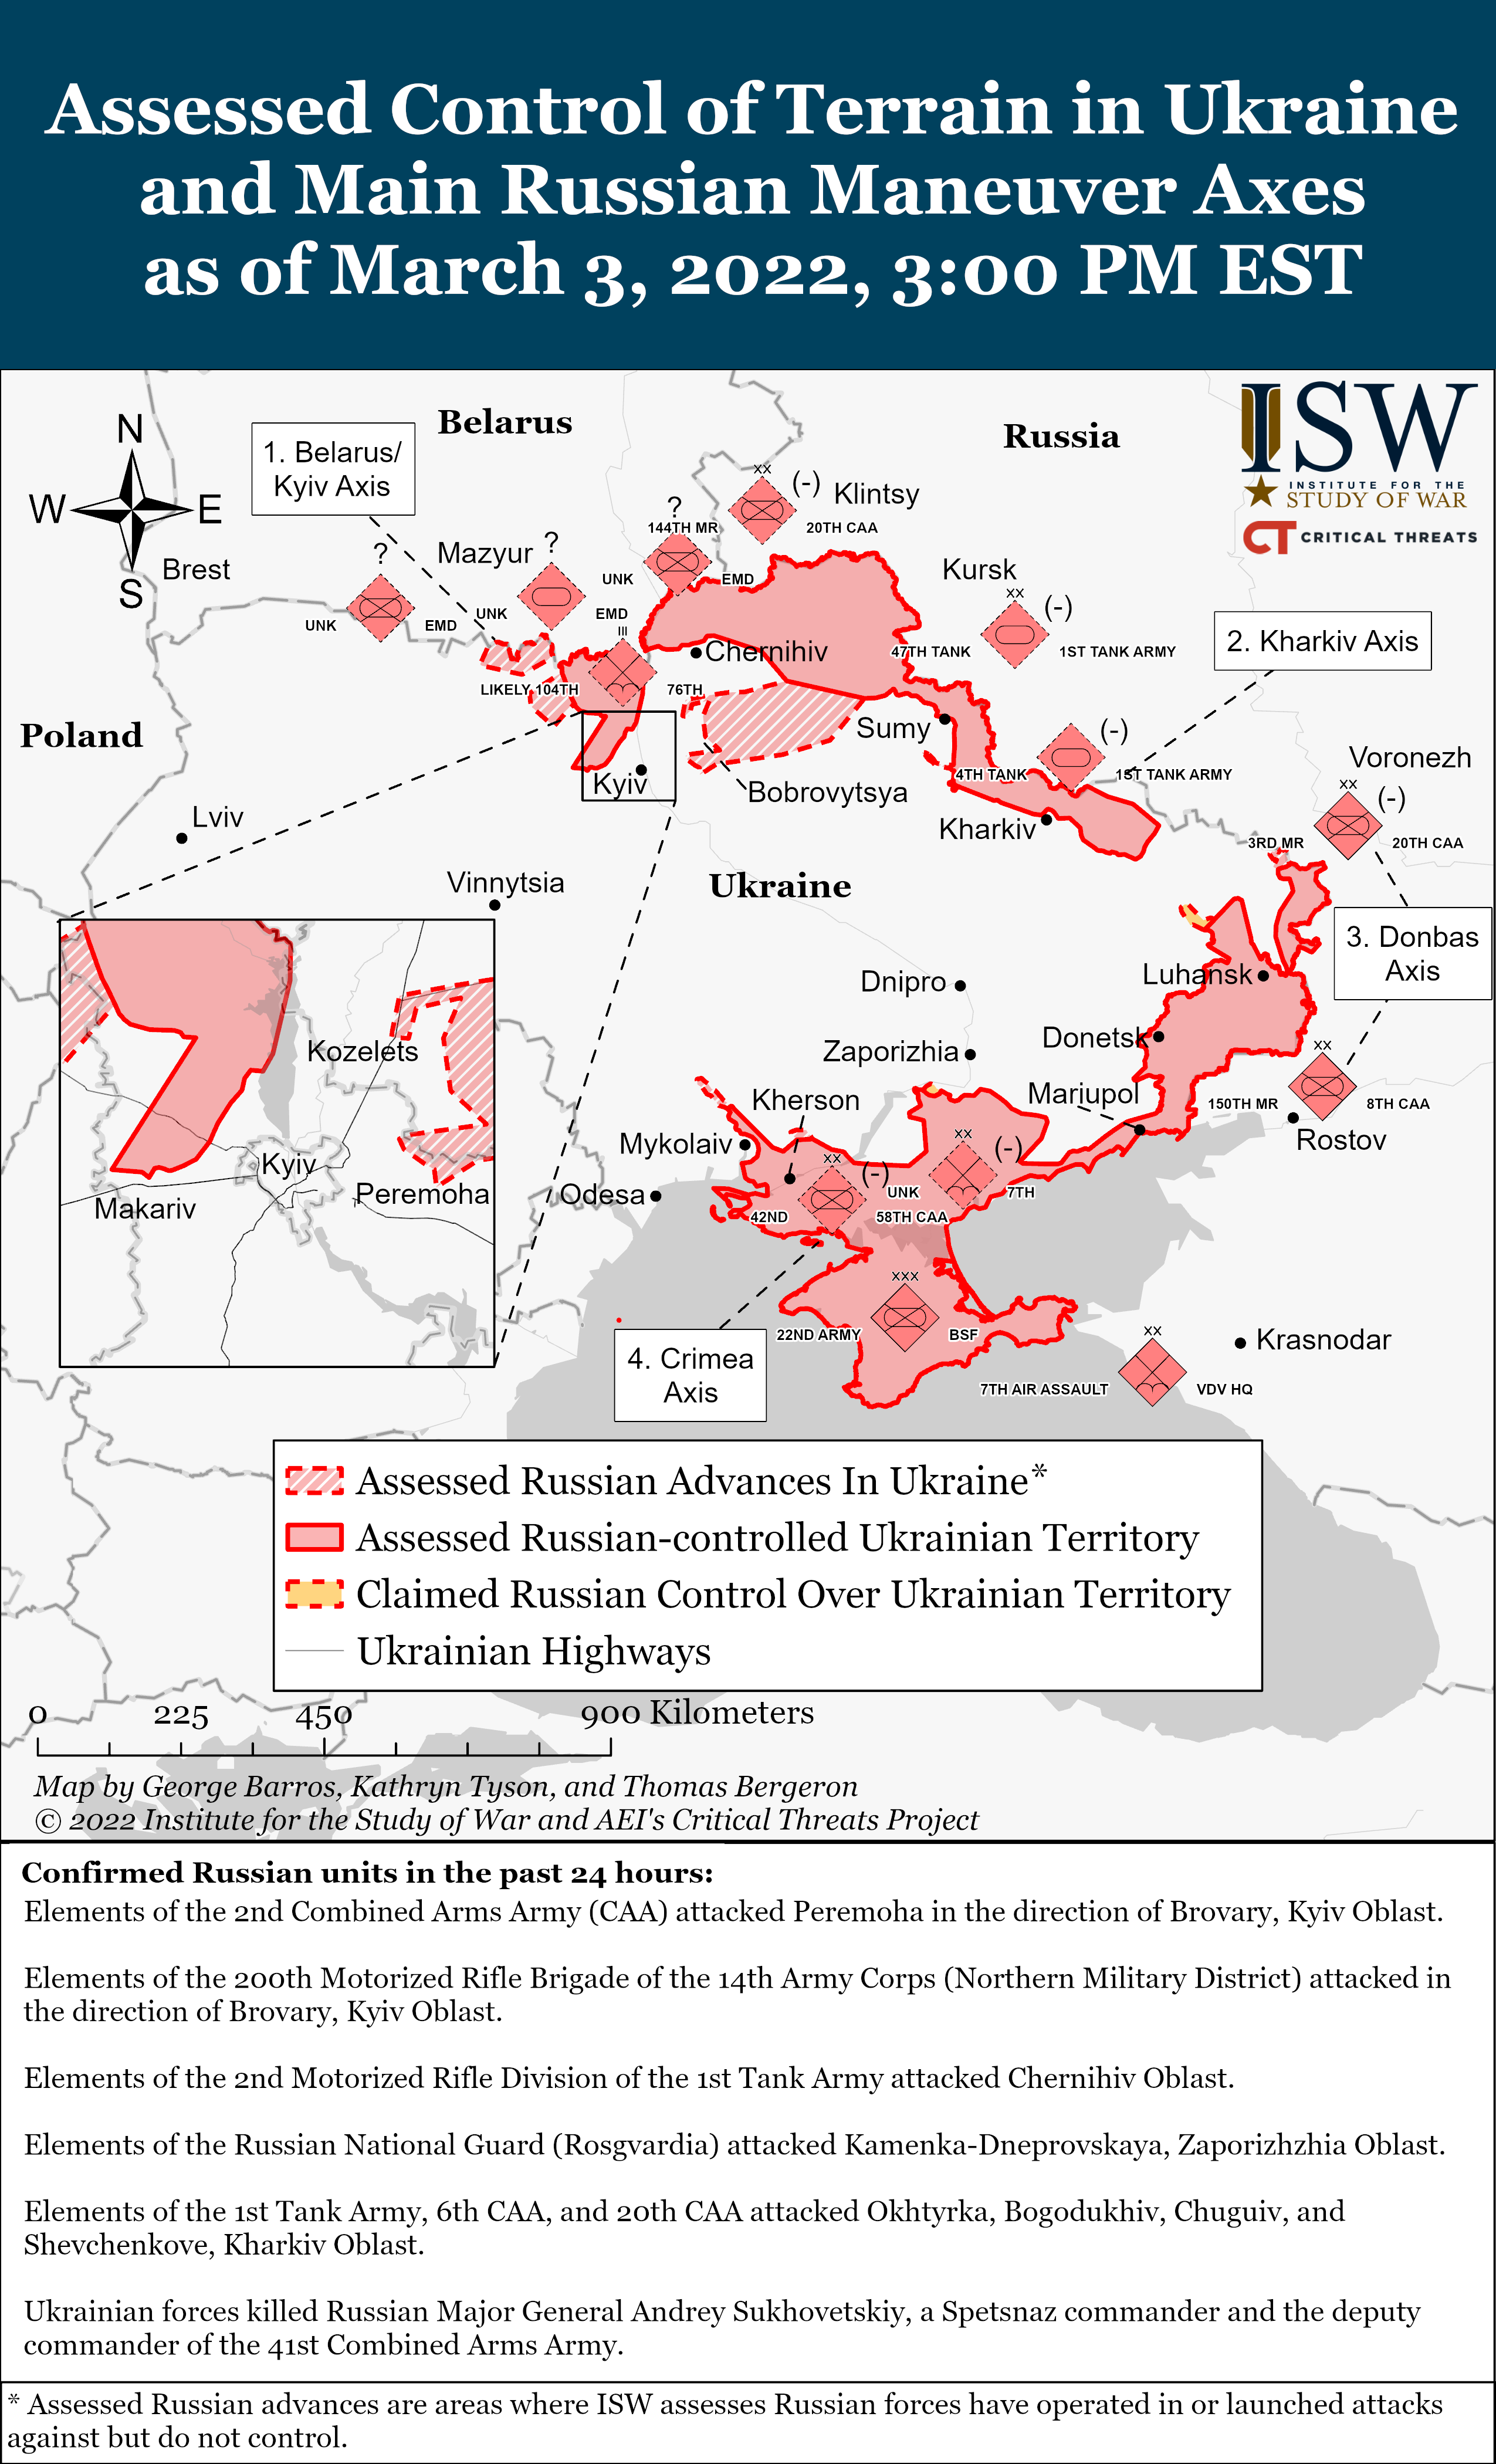 Assessed Control of Terrain in Ukraine
and Main Russian Maneuver Axes
as of March 3, 2022, 3:00 PM EST
N
W
E
S
Belarus
Russia
ISW
INSTITUTE FOR THE
STUDY OF WAR
CT CRITICAL THREATS
1. Belarus/
Kyiv Axis
xx
(-)
Klintsy
20TH CAA
?
144TH MR
UNK
EMD
Brest
?
UNK
EMD
Mazyur
?
UNK
EMD
Kursk
xx
(-)
47TH TANK
1ST TANK ARMY
2. Kharkiv Axis
III
LIKELY 104TH
76TH
Chernihiv
Poland
Sumy
(-)
4TH TANK
1ST TANK ARMY
Voronezh
xx
(-)
3RD MR
20TH CAA
Kyiv
Bobrovytsya
Kharkiv
Lviv
Vinnytsia
Ukraine
3. Donbas
Axis
Luhansk
Dnipro
Donetsk
Zaporizhia
Mariupol
xx
150TH MR
8TH CAA
Rostov
Kherson
Mykolaiv
Odesa
xx
(-)
42ND
58TH CAA
xx
(-)
UNK
7TH
Kozelets
Kyiv
Makariv
Peremoha
xxx
22ND ARMY
BSF
4. Crimea
Axis
xx
7TH AIR ASSAULT
VDV HQ
Krasnodar
Assessed Russian Advances In Ukraine*
Assessed Russian-controlled Ukrainian Territory
Claimed Russian Control Over Ukrainian Territory
Ukrainian Highways
0 225 450 900 Kilometers
Map by George Barros, Kathryn Tyson, and Thomas Bergeron
© 2022 Institute for the Study of War and AEI's Critical Threats Project
Confirmed Russian units in the past 24 hours:
Elements of the 2nd Combined Arms Army (CAA) attacked Peremoha in the direction of Brovary, Kyiv Oblast.
Elements of the 200th Motorized Rifle Brigade of the 14th Army Corps (Northern Military District) attacked in
the direction of Brovary, Kyiv Oblast.
Elements of the 2nd Motorized Rifle Division of the 1st Tank Army attacked Chernihiv Oblast.
Elements of the Russian National Guard (Rosgvardia) attacked Kamenka-Dneprovskaya, Zaporizhzhia Oblast.
Elements of the 1st Tank Army, 6th CAA, and 20th CAA attacked Okhtyrka, Bogodukhiv, Chuguiv, and
Shevchenkove, Kharkiv Oblast.
Ukrainian forces killed Russian Major General Andrey Sukhovetskiy, a Spetsnaz commander and the deputy
commander of the 41st Combined Arms Army.
* Assessed Russian advances are areas where ISW assesses Russian forces have operated in or launched attacks
against but do not control.